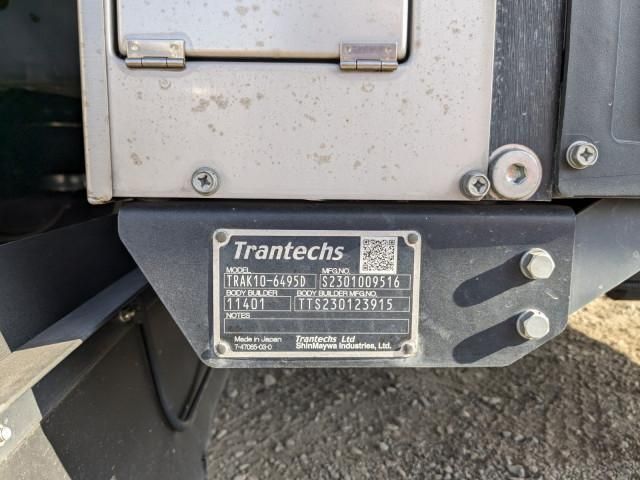 Trantechs
MODEL MFG.NO.
TRAK10-6495D S2301009516
BODY BUILDER BODY BUILDER MFG.NO.
11401 TTS230123915
NOTES
Made in Japan Trantechs Ltd
7-47065-03-0 ShinMaywa Industries, Ltd.